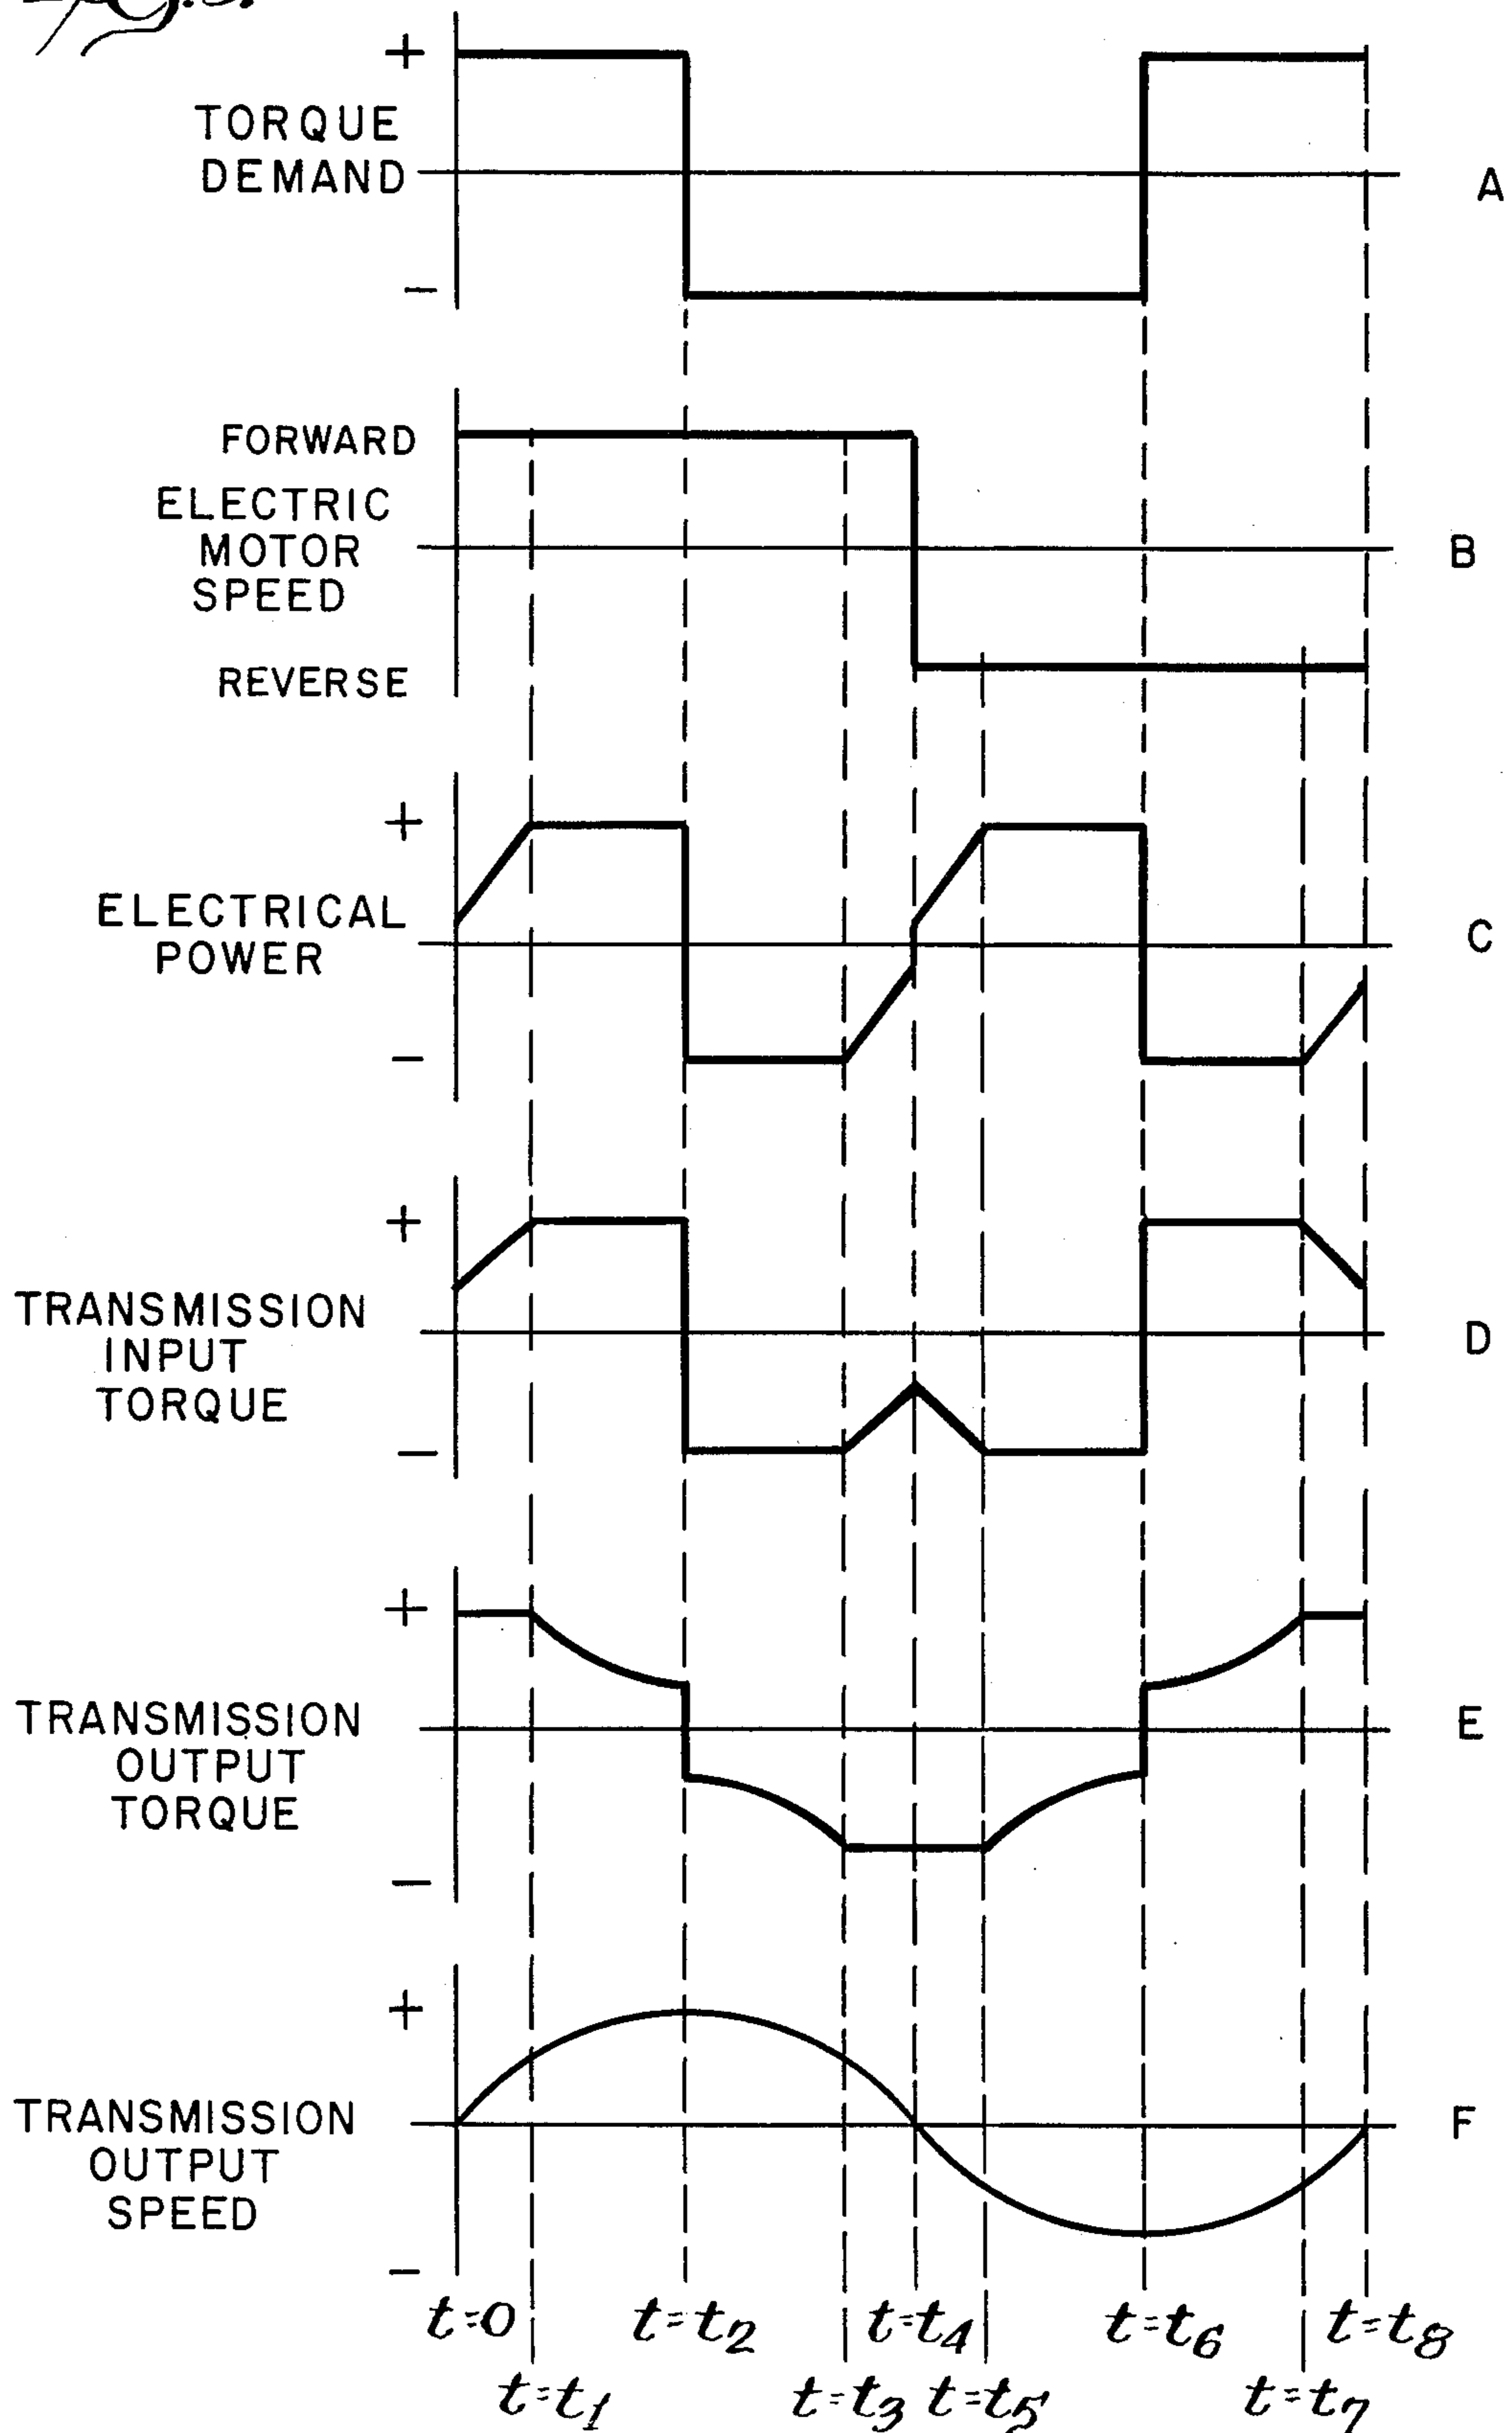 +
TORQUE
DEMAND
A
-
FORWARD
ELECTRIC
MOTOR
SPEED
B
REVERSE
+
ELECTRICAL
POWER
C
-
+
TRANSMISSION
INPUT
TORQUE
D
-
+
TRANSMISSION
OUTPUT
TORQUE
E
-
+
TRANSMISSION
OUTPUT
SPEED
F
-
t=0 t=t2 t=t4 t=t6 t=t8
t=t1 t=t3 t=t5 t=t7